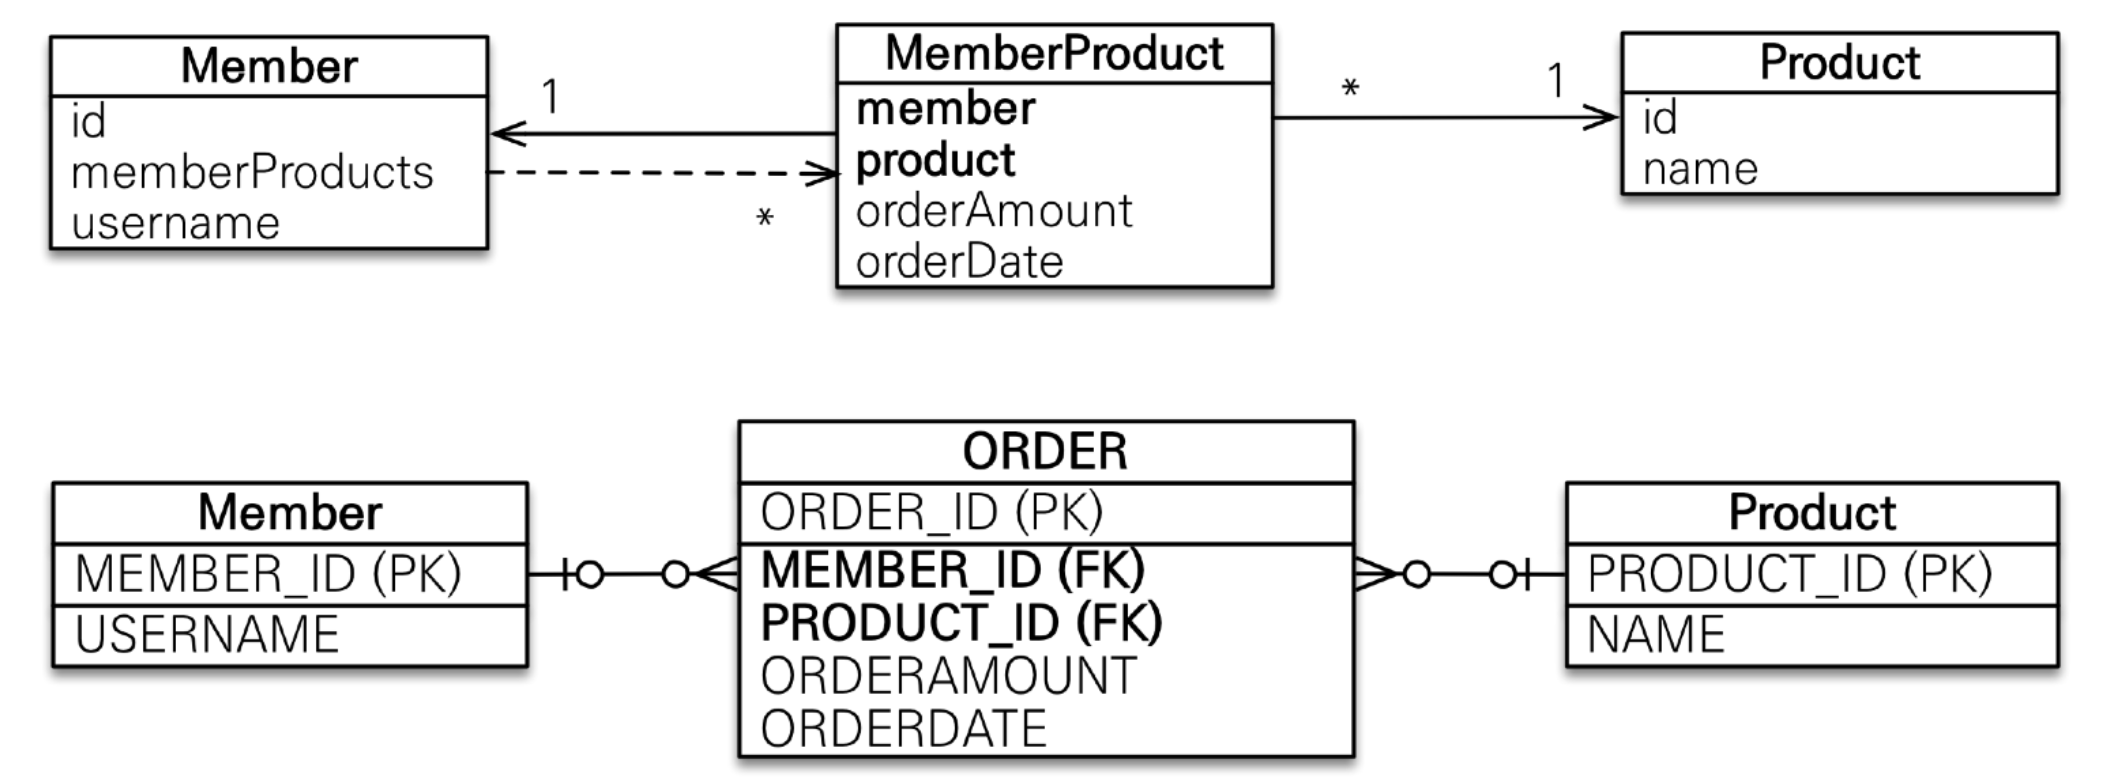 Member
id
memberProducts
username
1
*
MemberProduct
member
product
orderAmount
orderDate
*
1
Product
id
name
Member
MEMBER_ID (PK)
USERNAME
ORDER
ORDER_ID (PK)
MEMBER_ID (FK)
PRODUCT_ID (FK)
ORDERAMOUNT
ORDERDATE
Product
PRODUCT_ID (PK)
NAME